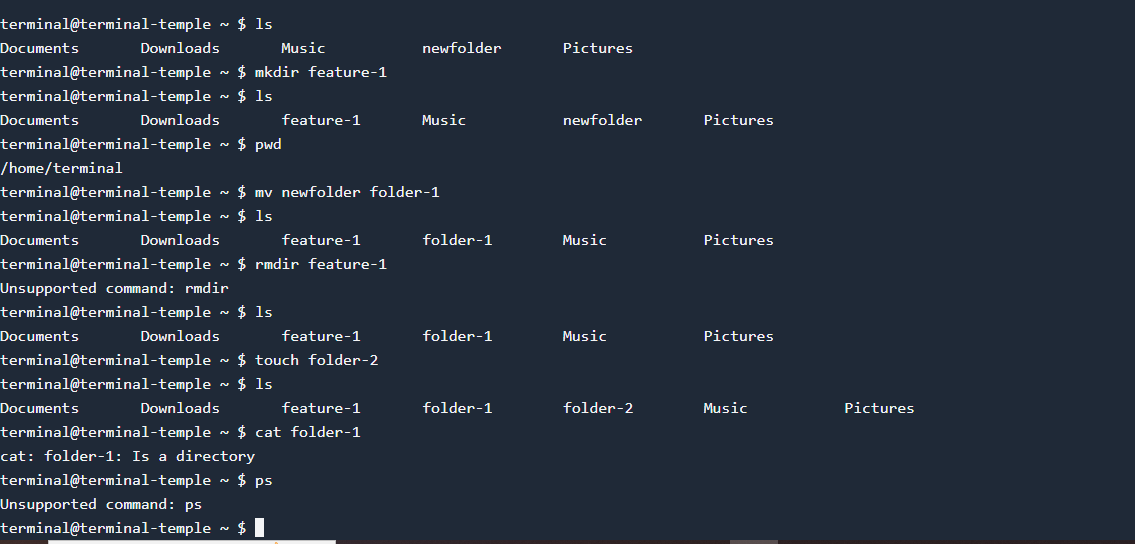 terminal@terminal-temple ~ $ ls
Documents       Downloads       Music           newfolder       Pictures
terminal@terminal-temple ~ $ mkdir feature-1
terminal@terminal-temple ~ $ ls
Documents       Downloads       feature-1       Music           newfolder       Pictures
terminal@terminal-temple ~ $ pwd
/home/terminal
terminal@terminal-temple ~ $ mv newfolder folder-1
terminal@terminal-temple ~ $ ls
Documents       Downloads       feature-1       folder-1        Music           Pictures
terminal@terminal-temple ~ $ rmdir feature-1
Unsupported command: rmdir
terminal@terminal-temple ~ $ ls
Documents       Downloads       feature-1       folder-1        Music           Pictures
terminal@terminal-temple ~ $ touch folder-2
terminal@terminal-temple ~ $ ls
Documents       Downloads       feature-1       folder-1        folder-2        Music           Pictures
terminal@terminal-temple ~ $ cat folder-1
cat: folder-1: Is a directory
terminal@terminal-temple ~ $ ps
Unsupported command: ps
terminal@terminal-temple ~ $